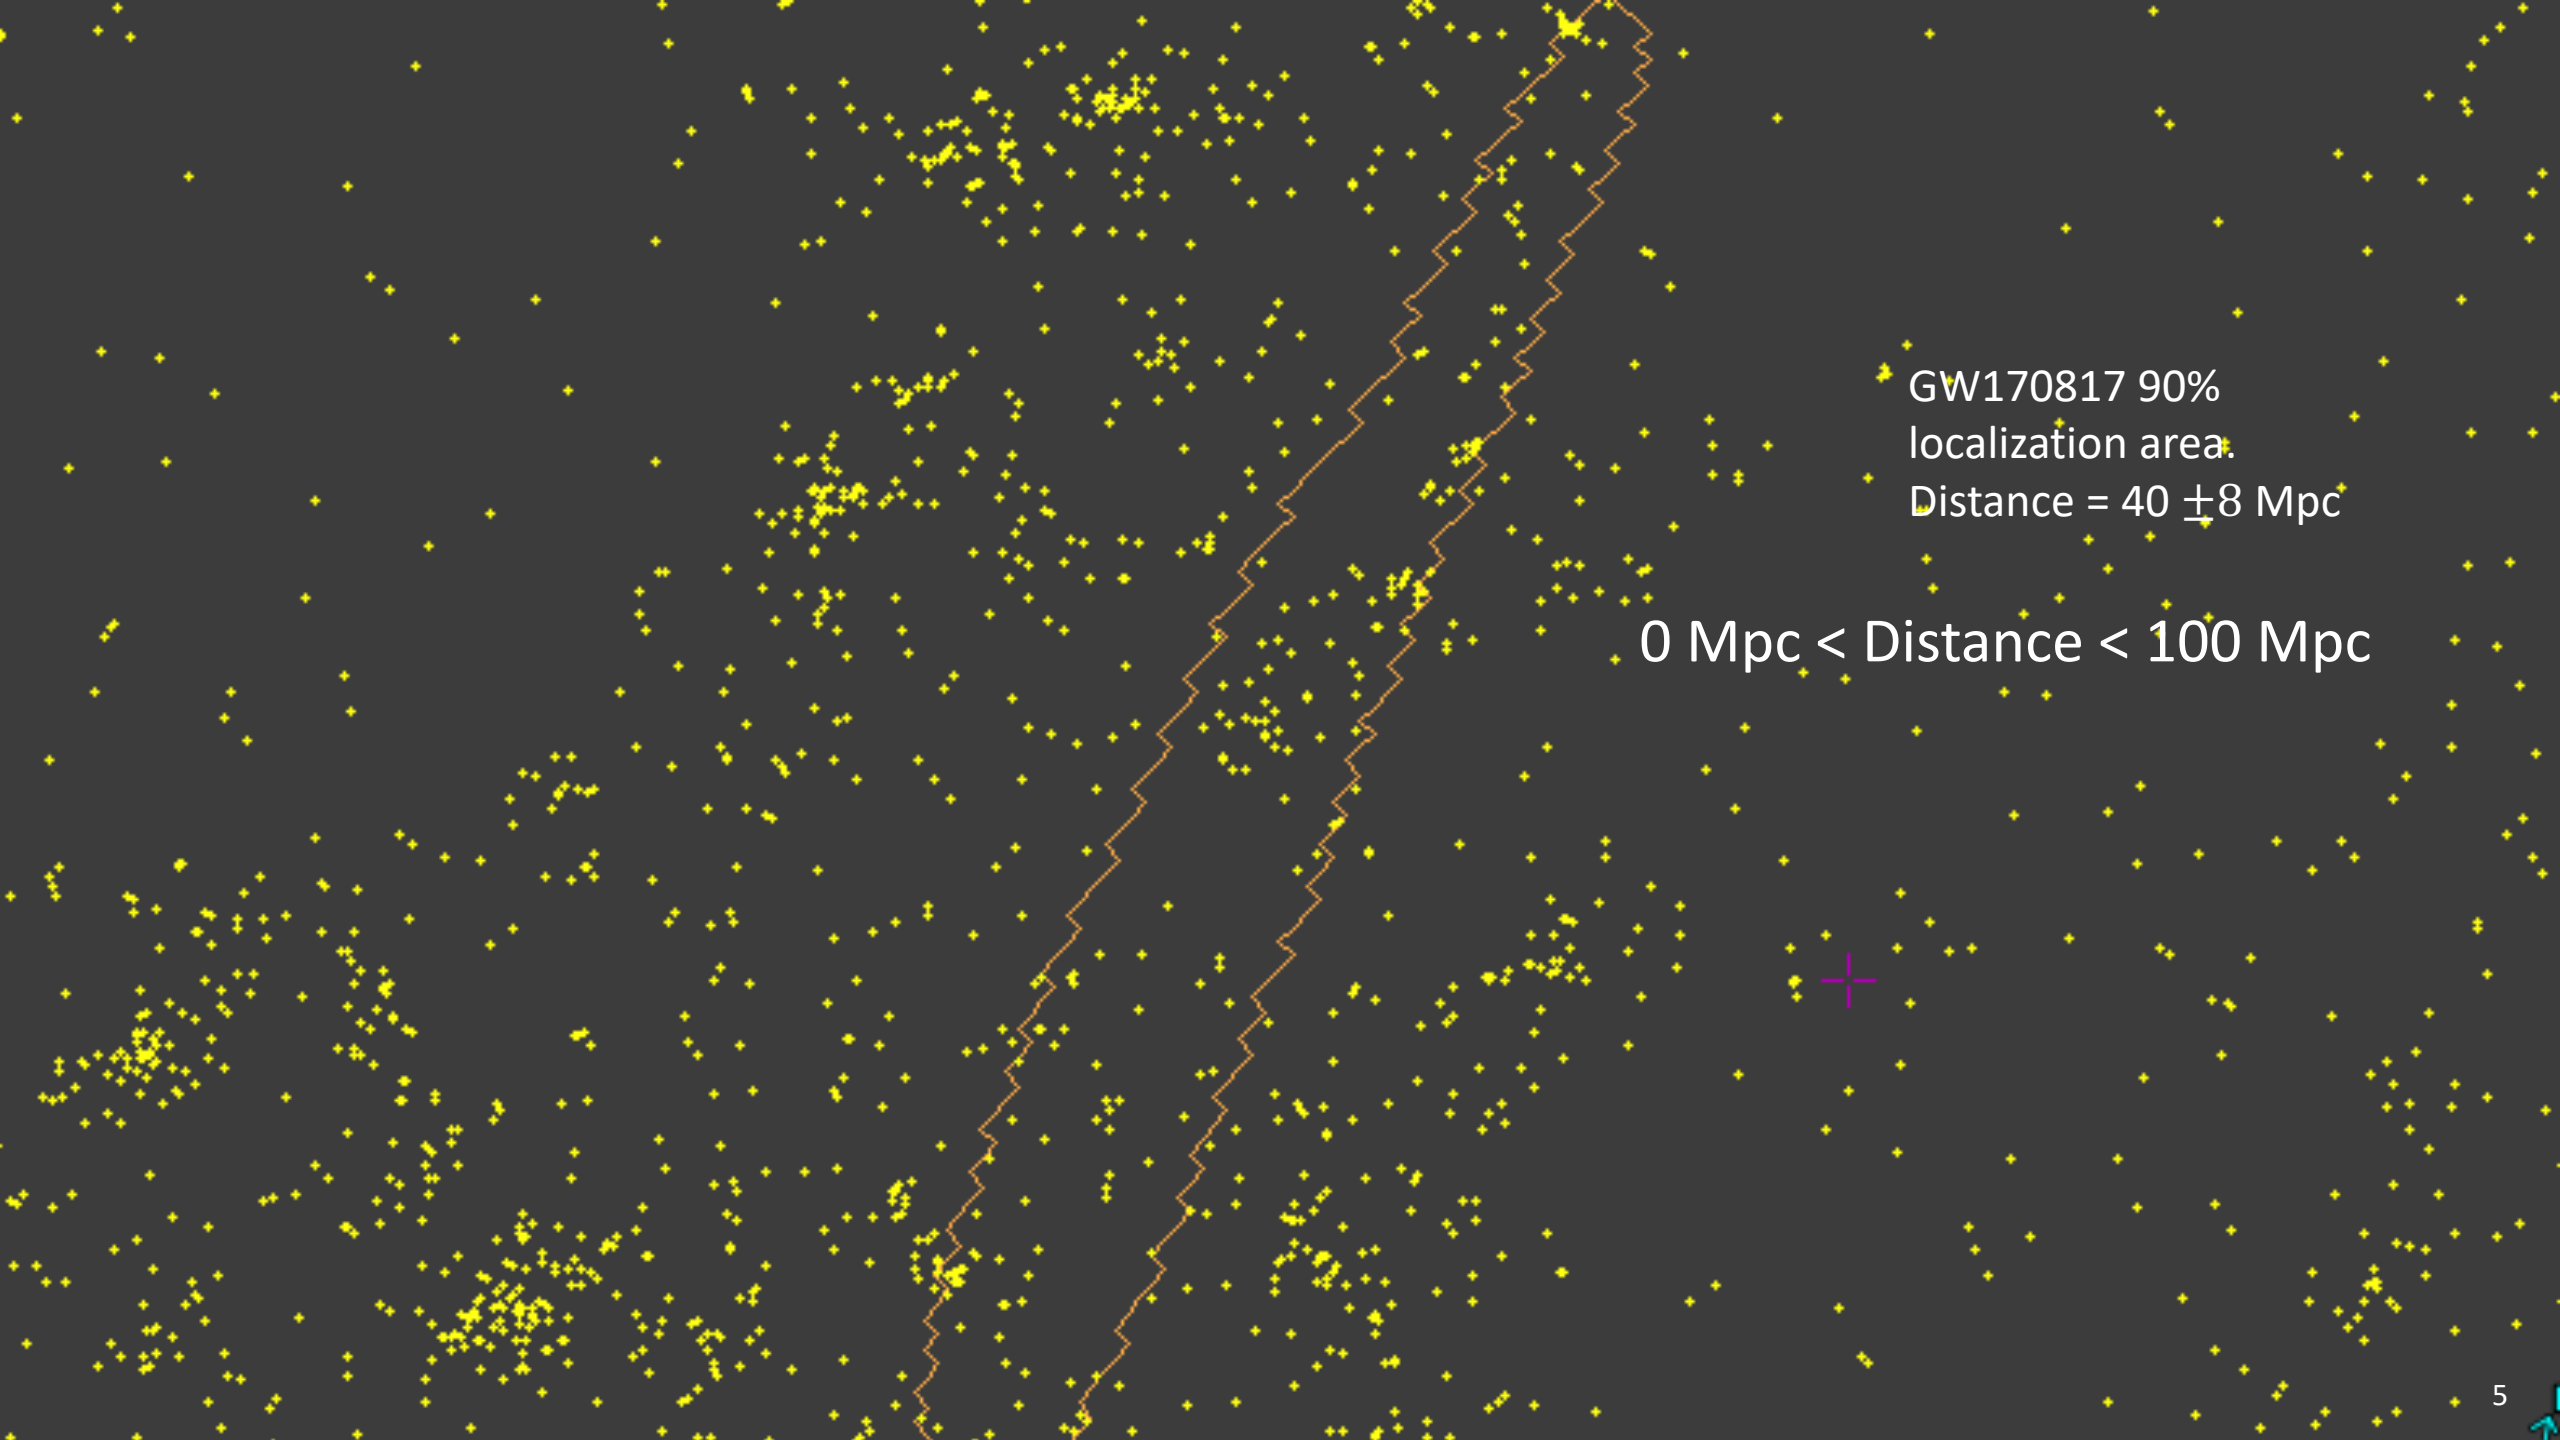 GW170817 90%
localization area.
Distance = 40 ±8 Mpc
0 Mpc < Distance < 100 Mpc
5